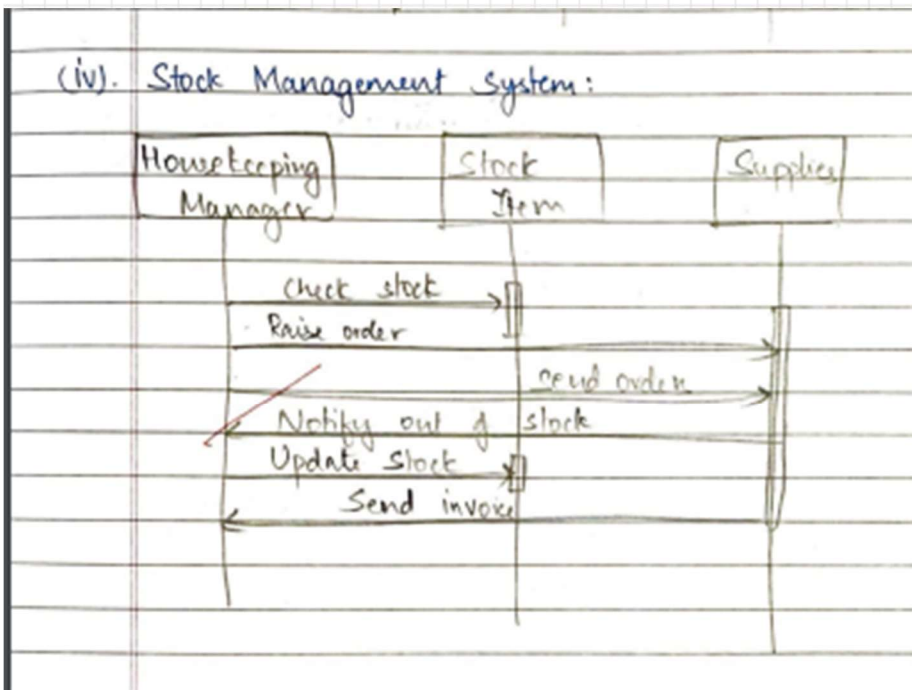 (iv). Stock Management System:
Housekeeping
Manager
Stock
Item
Supplier
check stock
Raise order
send order
Notify out of stock
Update Stock
Send invoice